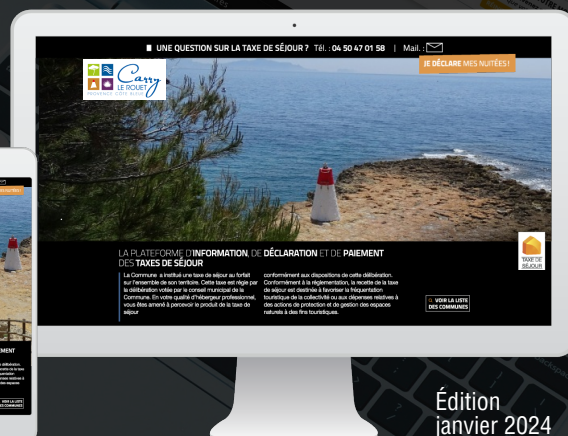 UNE QUESTION SUR LA TAXE DE SÉJOUR ? Tél. : 04 50 47 01 58 | Mail. :
JE DÉCLARE MES NUITÉES !
Carry
LE ROUET
PROVENCE CÔTE BLEUE
LA PLATEFORME D'INFORMATION, DE DÉCLARATION ET DE PAIEMENT
DES TAXES DE SÉJOUR
La Commune a institué une taxe de séjour au forfait
sur l'ensemble de son territoire. Cette taxe est régie par
la délibération votée par le conseil municipal de la
Commune. En votre qualité d'hébergeur professionnel,
vous êtes amené à percevoir le produit de la taxe de
séjour
conformément aux dispositions de cette délibération.
Conformément à la réglementation, la recette de la taxe
de séjour est destinée à favoriser la fréquentation
touristique de la collectivité ou aux dépenses relatives à
des actions de protection et de gestion des espaces
naturels à des fins touristiques.
TAXE DE
SÉJOUR
VOIR LA LISTE
DES COMMUNES
Édition
janvier 2024